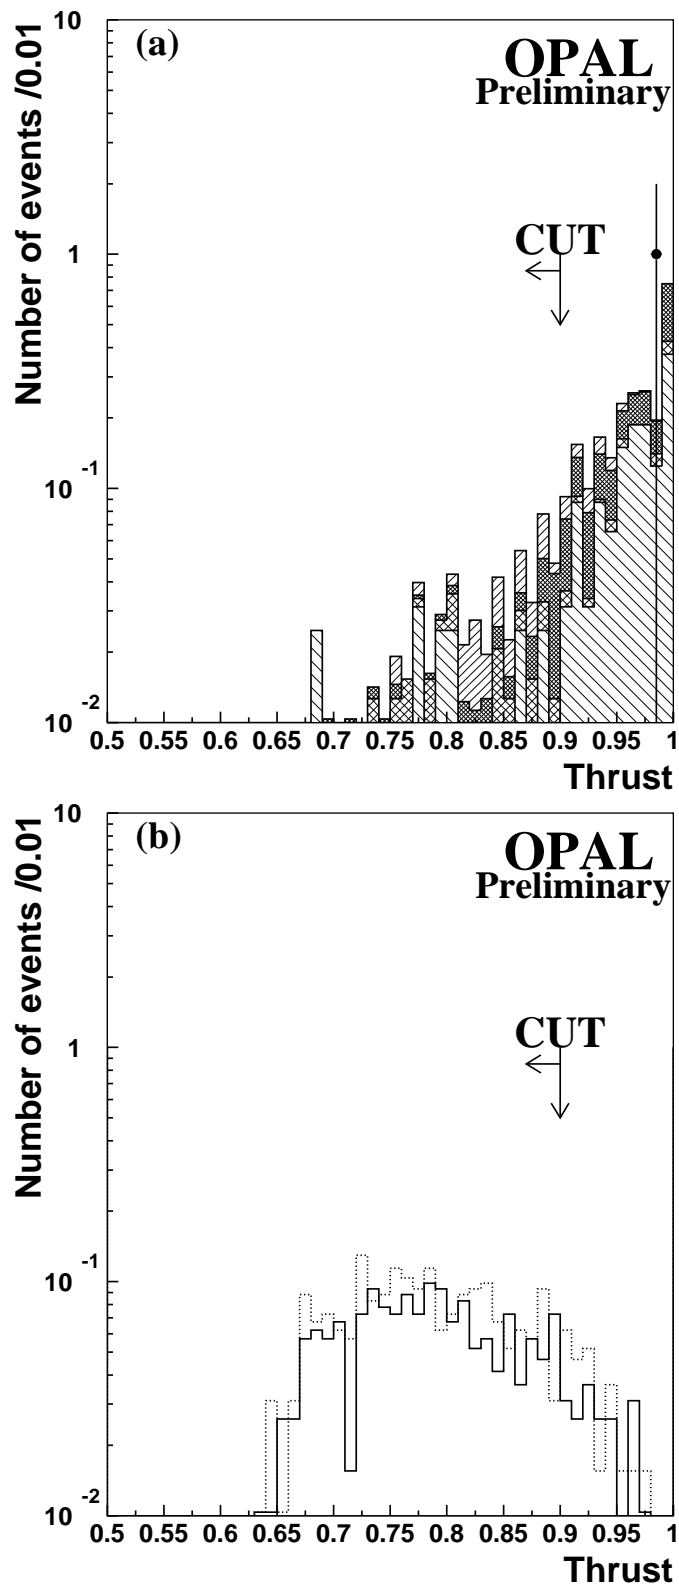 (a)
OPAL
Preliminary
CUT
Number of events /0.01
10
1
10 -1
10 -2
0.5 0.55 0.6 0.65 0.7 0.75 0.8 0.85 0.9 0.95 1
Thrust
(b)
OPAL
Preliminary
CUT
Number of events /0.01
10
1
10 -1
10 -2
0.5 0.55 0.6 0.65 0.7 0.75 0.8 0.85 0.9 0.95 1
Thrust